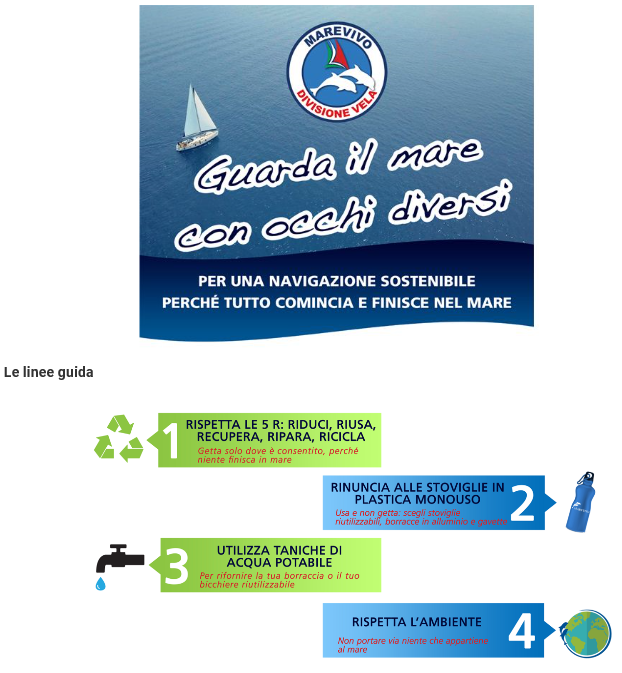 MAREVIVO
DIVISIONE VELA
Guarda il mare
con occhi diversi
PER UNA NAVIGAZIONE SOSTENIBILE
PERCHÉ TUTTO COMINCIA E FINISCE NEL MARE
Le linee guida
1
RISPETTA LE 5 R: RIDUCI, RIUSA,
RECUPERA, RIPARA, RICICLA
Getta solo dove è consentito, perché
niente finisca in mare
RINUNCIA ALLE STOVIGLIE IN
PLASTICA MONOUSO
2
Usa e non getta: scegli stoviglie
riutilizzabili, borracce in alluminio e
3
UTILIZZA TANICHE DI
ACQUA POTABILE
Per rifornire la tua borraccia o il tuo
bicchiere riutilizzabile
RISPETTA L'AMBIENTE
4
Non portare via niente che appartiene
al mare